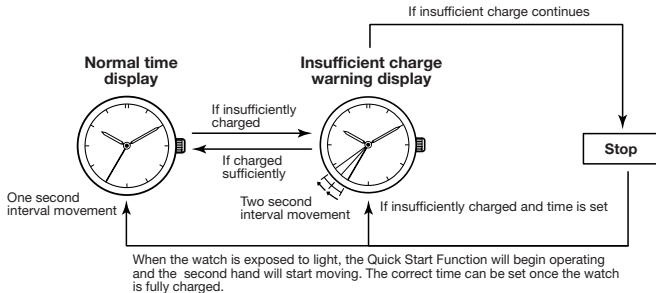 If insufficient charge continues
Normal time
display
Insufficient charge
warning display
If insufficiently
charged
If charged
sufficiently
Stop
One second
interval movement
Two second
interval movement
If insufficiently charged and time is set
When the watch is exposed to light, the Quick Start Function will begin operating
and the second hand will start moving. The correct time can be set once the watch
is fully charged.